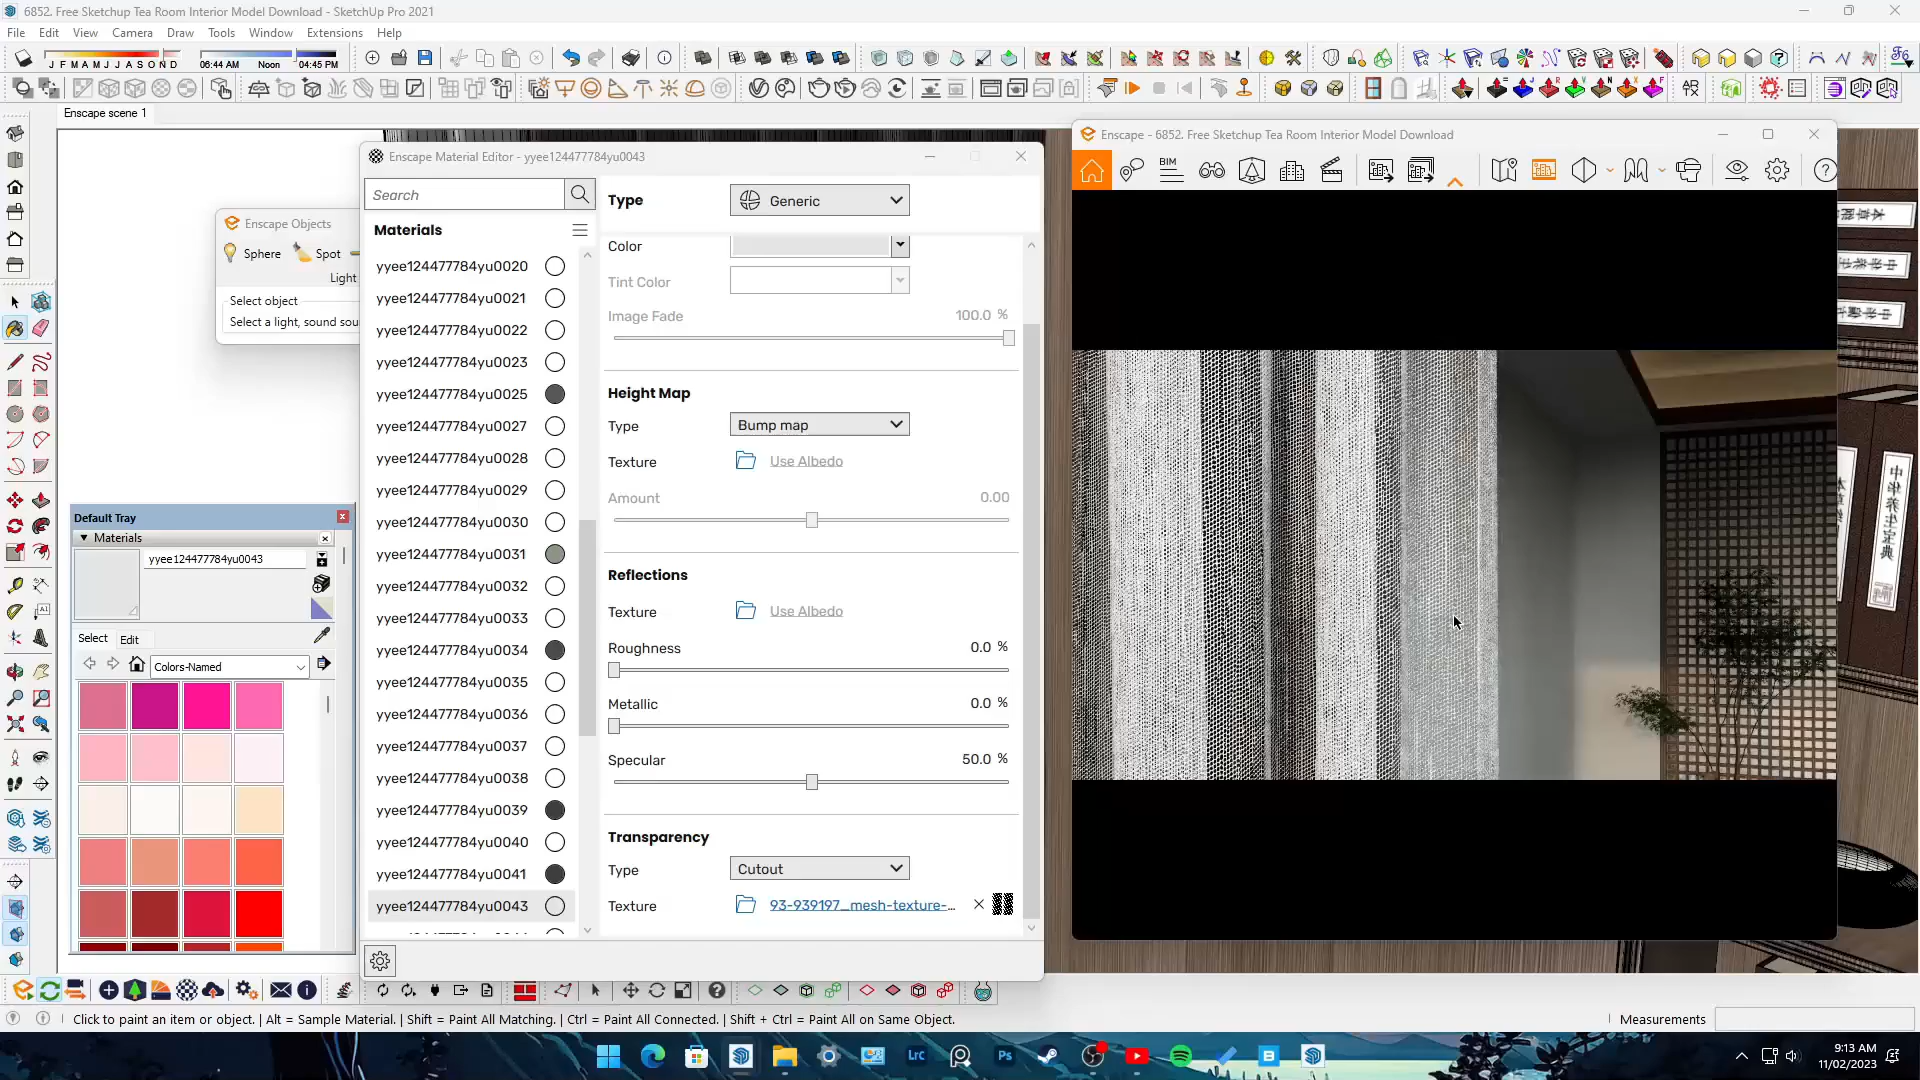 6852. Free Sketchup Tea Room Interior Model Download - SketchUp Pro 2021
File Edit View Camera Draw Tools Window Extensions Help
J F M A M J J A S O N D 06:44 AM Noon 04:45 PM
Enscape scene 1
Enscape - 6852. Free Sketchup Tea Room Interior Model Download
BIM
Enscape Material Editor - yyee124477784yu0043
Search
Materials
yyee124477784yu0020
yyee124477784yu0021
yyee124477784yu0022
yyee124477784yu0023
yyee124477784yu0025
yyee124477784yu0027
yyee124477784yu0028
yyee124477784yu0029
yyee124477784yu0030
yyee124477784yu0031
yyee124477784yu0032
yyee124477784yu0033
yyee124477784yu0034
yyee124477784yu0035
yyee124477784yu0036
yyee124477784yu0037
yyee124477784yu0038
yyee124477784yu0039
yyee124477784yu0040
yyee124477784yu0041
yyee124477784yu0043
Type Generic
Color
Tint Color
Image Fade 100.0 %
Height Map
Type Bump map
Texture Use Albedo
Amount 0.00
Reflections
Texture Use Albedo
Roughness 0.0 %
Metallic 0.0 %
Specular 50.0 %
Transparency
Type Cutout
Texture 93-939197_mesh-texture-...
Enscape Objects
Sphere Spot
Light
Select object
Select a light, sound sou
Default Tray
Materials
yyee124477784yu0043
Select Edit
Colors-Named
中华养生宝典
Click to paint an item or object. | Alt = Sample Material. | Shift = Paint All Matching. | Ctrl = Paint All Connected. | Shift + Ctrl = Paint All on Same Object.
Measurements
Lrc
Ps
9:13 AM
11/02/2023